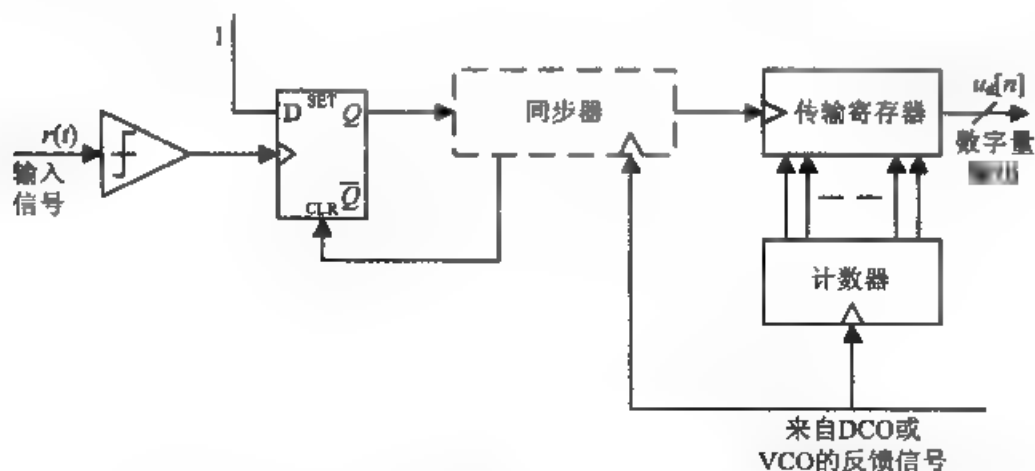 1
r(t)
输入
信号
D
SET
Q
Q̅
CLR
同步器
传输寄存器
u_d[n]
数字量
计数器
来自DCO或
VCO的反馈信号